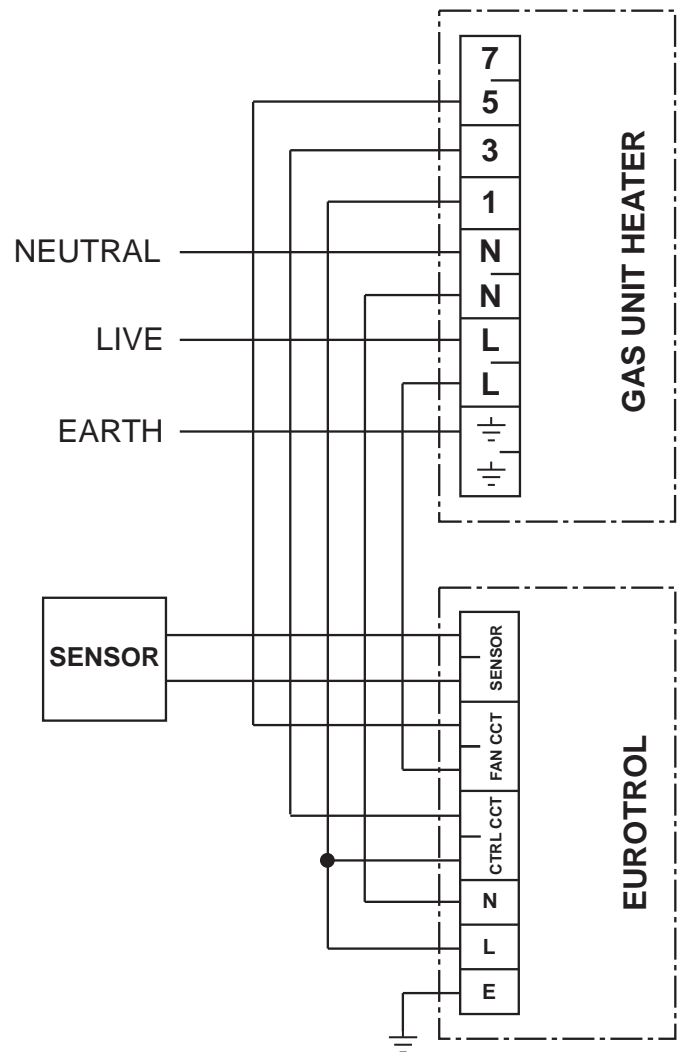 7
5
3
1
N
N
L
L
GAS UNIT HEATER
NEUTRAL
LIVE
EARTH
SENSOR
SENSOR
FAN CCT
CTRL CCT
N
L
E
EUROTROL